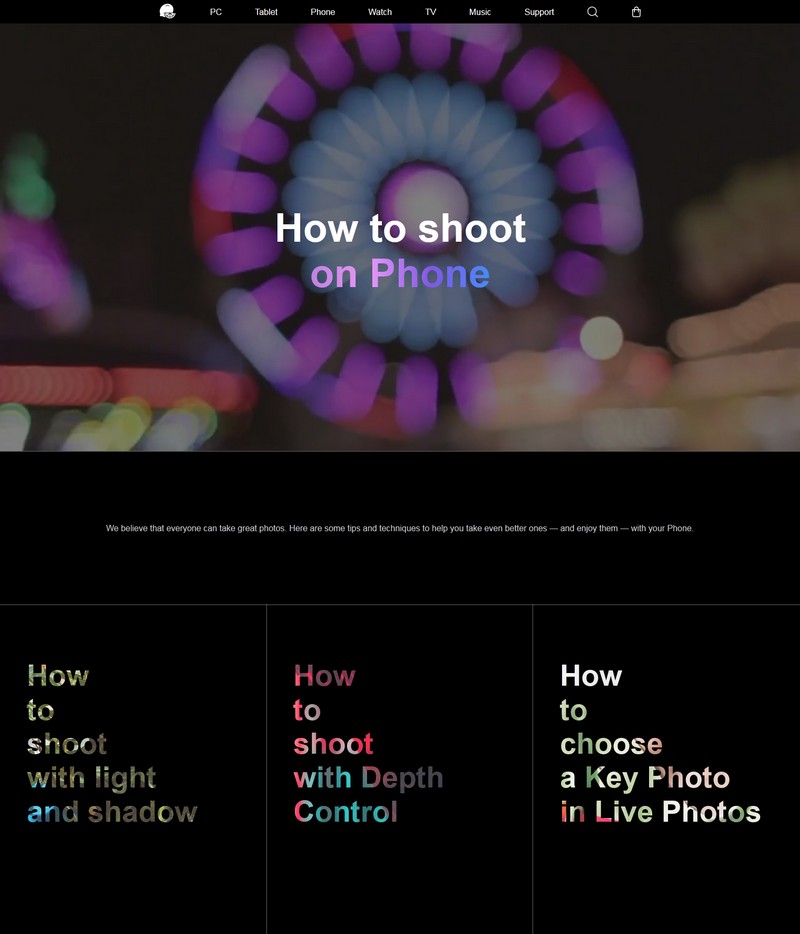 PC Tablet Phone Watch TV Music Support
How to shoot
on Phone
We believe that everyone can take great photos. Here are some tips and techniques to help you take even better ones — and enjoy them — with your Phone.
How
to
shoot
with light
and shadow
How
to
shoot
with Depth
Control
How
to
choose
a Key Photo
in Live Photos